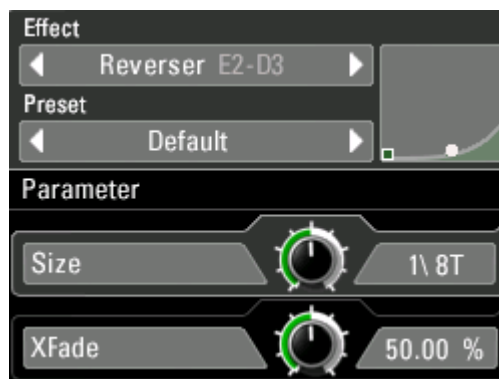 Effect
Reverser E2-D3
Preset
Default
Parameter
Size 1\ 8T
XFade 50.00 %